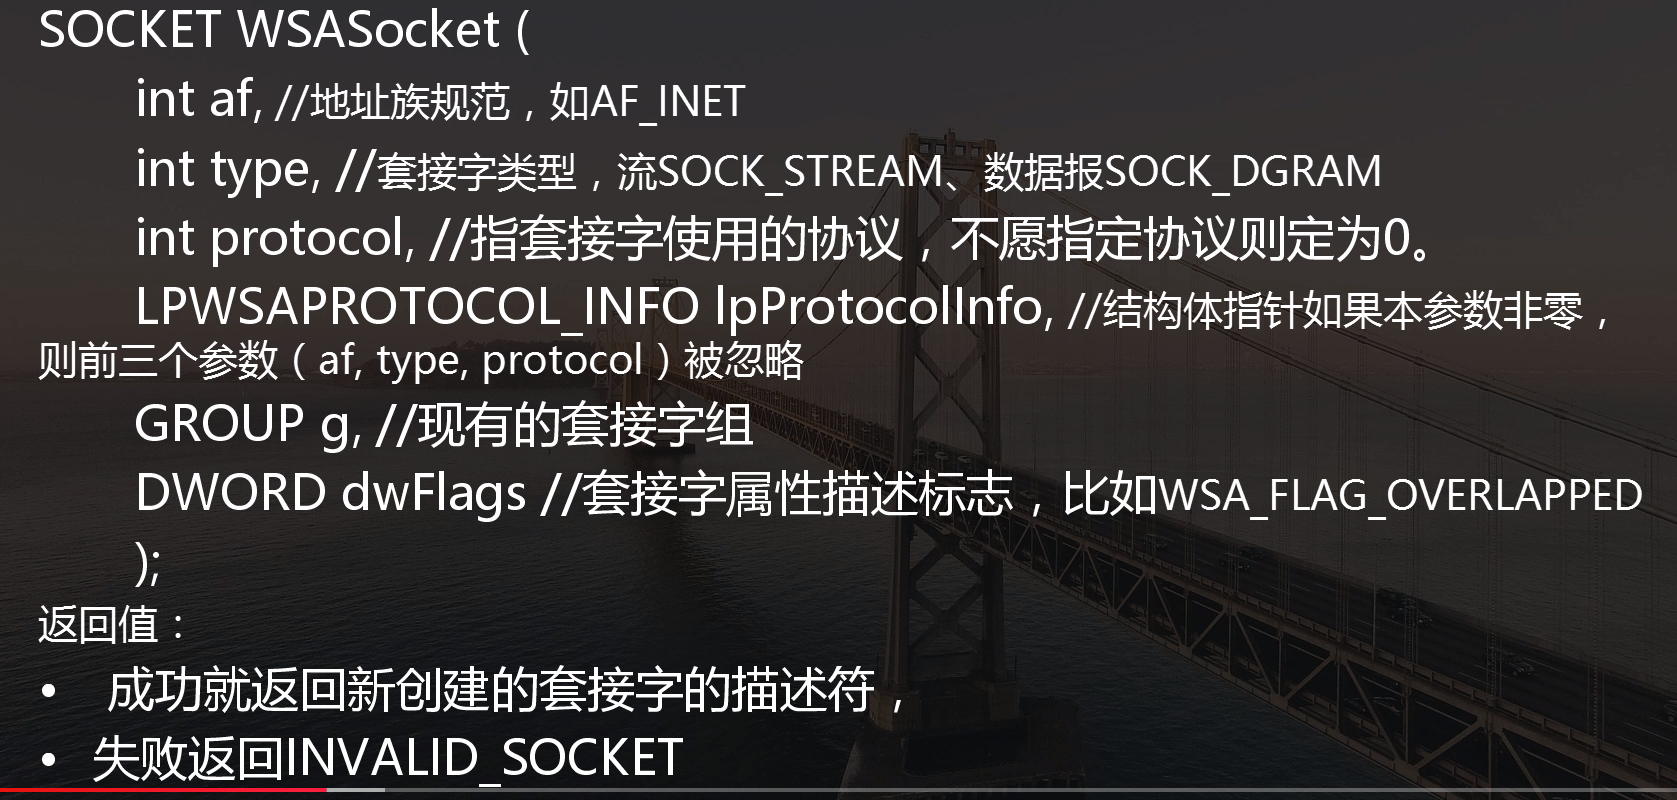 SOCKET WSASocket (
int af, //地址族规范，如AF_INET
int type, //套接字类型，流SOCK_STREAM、数据报SOCK_DGRAM
int protocol, //指套接字使用的协议，不愿指定协议则定为0。
LPWSAPROTOCOL_INFO lpProtocolInfo, //结构体指针如果本参数非零，
则前三个参数（af, type, protocol）被忽略
GROUP g, //现有的套接字组
DWORD dwFlags //套接字属性描述标志，比如WSA_FLAG_OVERLAPPED
);
返回值：
• 成功就返回新创建的套接字的描述符，
• 失败返回INVALID_SOCKET